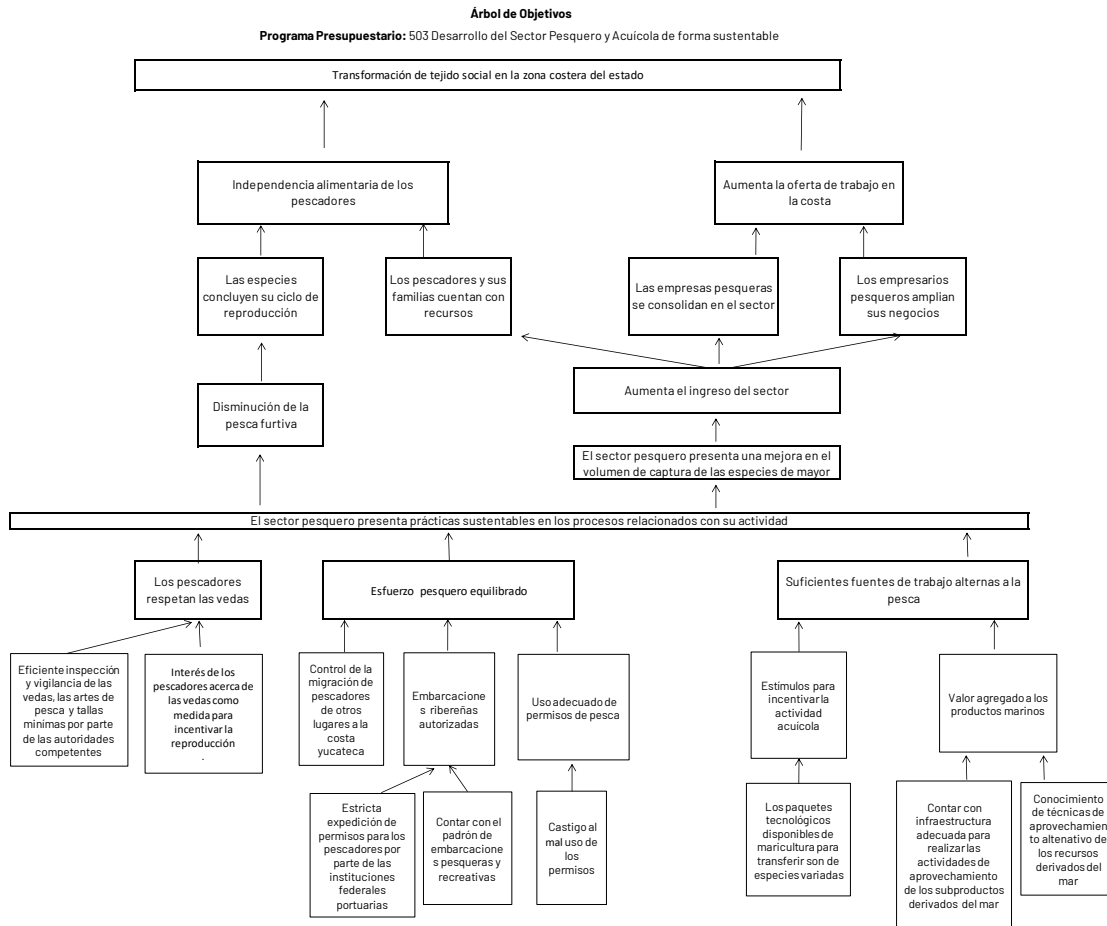 Árbol de Objetivos
Programa Presupuestario: 503 Desarrollo del Sector Pesquero y Acuícola de forma sustentable
Transformación de tejido social en la zona costera del estado
Independencia alimentaria de los
pescadores
Aumenta la oferta de trabajo en
la costa
Las especies
concluyen su ciclo de
reproducción
Los pescadores y sus
familias cuentan con
recursos
Las empresas pesqueras
se consolidan en el sector
Los empresarios
pesqueros amplian
sus negocios
Aumenta el ingreso del sector
Disminución de la
pesca furtiva
El sector pesquero presenta una mejora en el
volumen de captura de las especies de mayor
El sector pesquero presenta prácticas sustentables en los procesos relacionados con su actividad
Los pescadores
respetan las vedas
Esfuerzo pesquero equilibrado
Suficientes fuentes de trabajo alternas a la
pesca
Eficiente inspección
y vigilancia de las
vedas, las artes de
pesca y tallas
mínimas por parte
de las autoridades
competentes
Interés de los
pescadores acerca de
las vedas como
medida para
incentivar la
reproducción
.
Control de la
migración de
pescadores
de otros
lugares a la
costa
yucateca
Embarcacione
s ribereñas
autorizadas
Uso adecuado de
permisos de pesca
Estímulos para
incentivar la
actividad
acuícola
Valor agregado a los
productos marinos
Estricta
expedición de
permisos para los
pescadores por
parte de las
instituciones
federales
portuarias
Contar con el
padrón de
embarcacione
s pesqueras y
recreativas
Castigo al
mal uso de
los
permisos
Los paquetes
tecnológicos
disponibles de
maricultura para
transferir son de
especies variadas
Contar con
infraestructura
adecuada para
realizar las
actividades de
aprovechamiento
de los subproductos
derivados del mar
Conocimiento
de técnicas de
aprovechamien
to altenativo de
los recursos
derivados del
mar